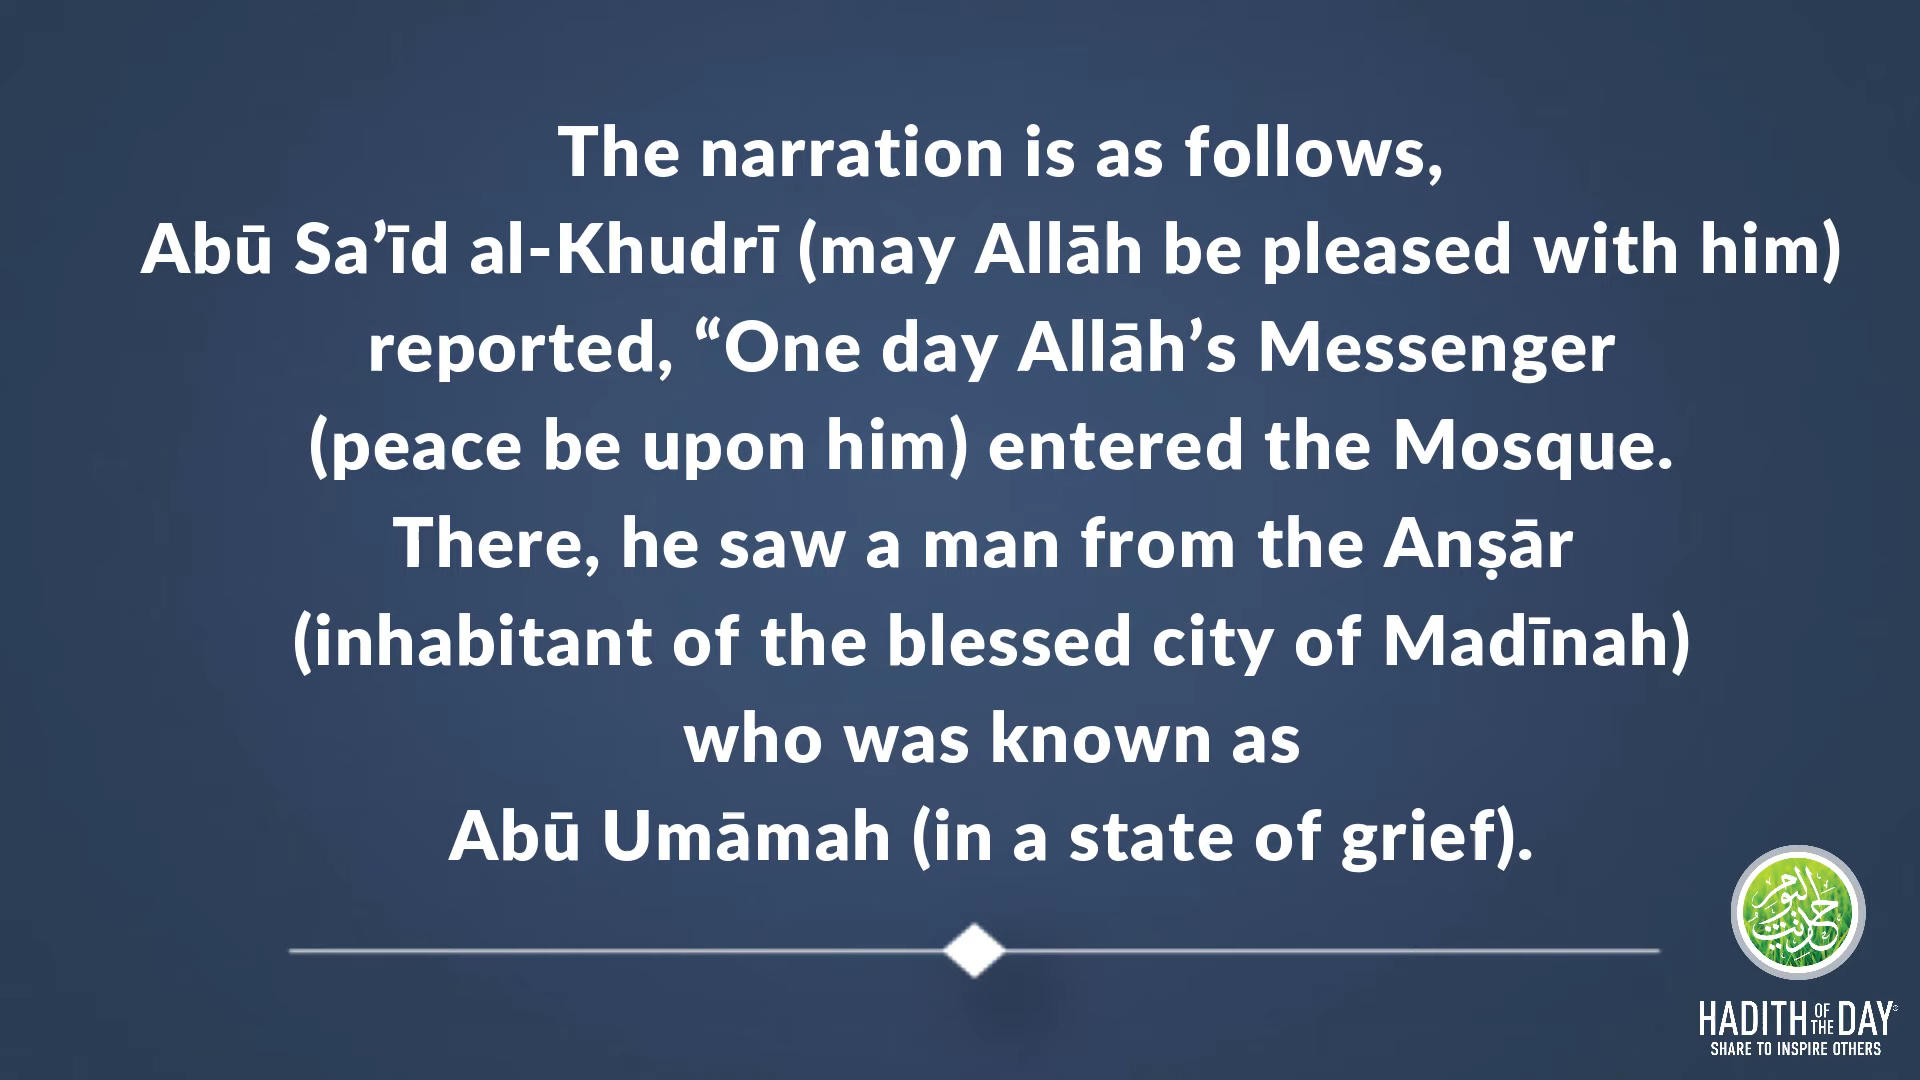 The narration is as follows,
Abū Sa’īd al-Khudrī (may Allāh be pleased with him)
reported, “One day Allāh’s Messenger
(peace be upon him) entered the Mosque.
There, he saw a man from the Anṣār
(inhabitant of the blessed city of Madīnah)
who was known as
Abū Umāmah (in a state of grief).
حديث اليوم
HADITH OF THE DAY
SHARE TO INSPIRE OTHERS